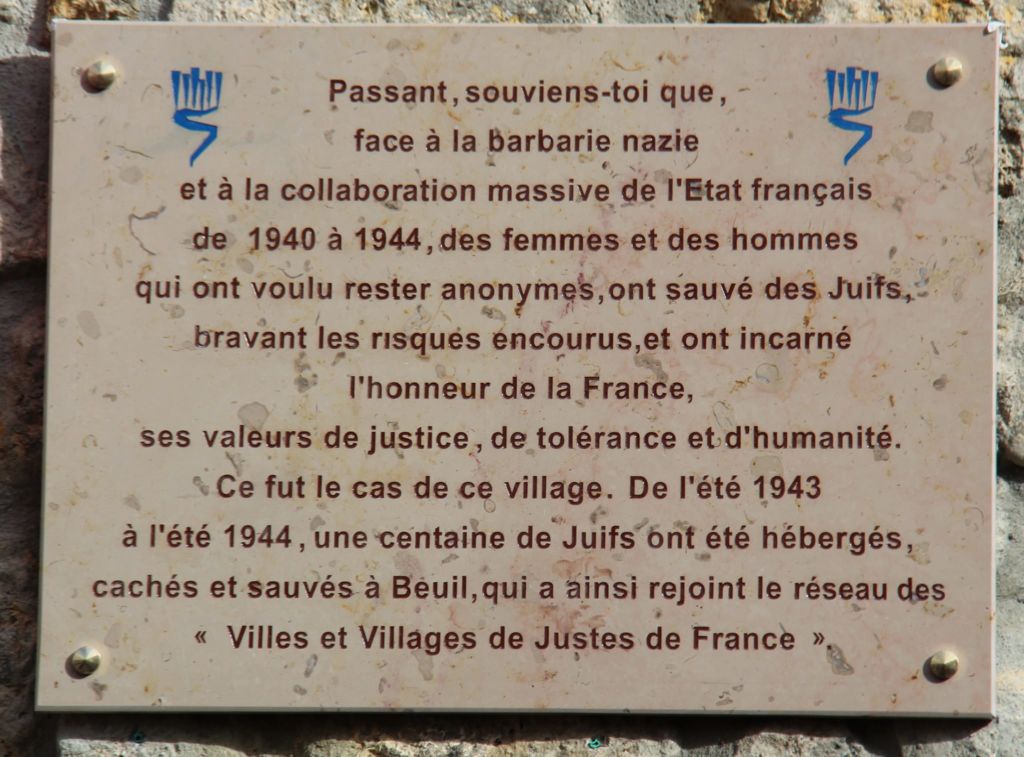 Passant, souviens-toi que,
face à la barbarie nazie
et à la collaboration massive de l'Etat français
de 1940 à 1944, des femmes et des hommes
qui ont voulu rester anonymes, ont sauvé des Juifs,
bravant les risques encourus, et ont incarné
l'honneur de la France,
ses valeurs de justice, de tolérance et d'humanité.
Ce fut le cas de ce village. De l'été 1943
à l'été 1944, une centaine de Juifs ont été hébergés,
cachés et sauvés à Beuil, qui a ainsi rejoint le réseau des
« Villes et Villages de Justes de France ».